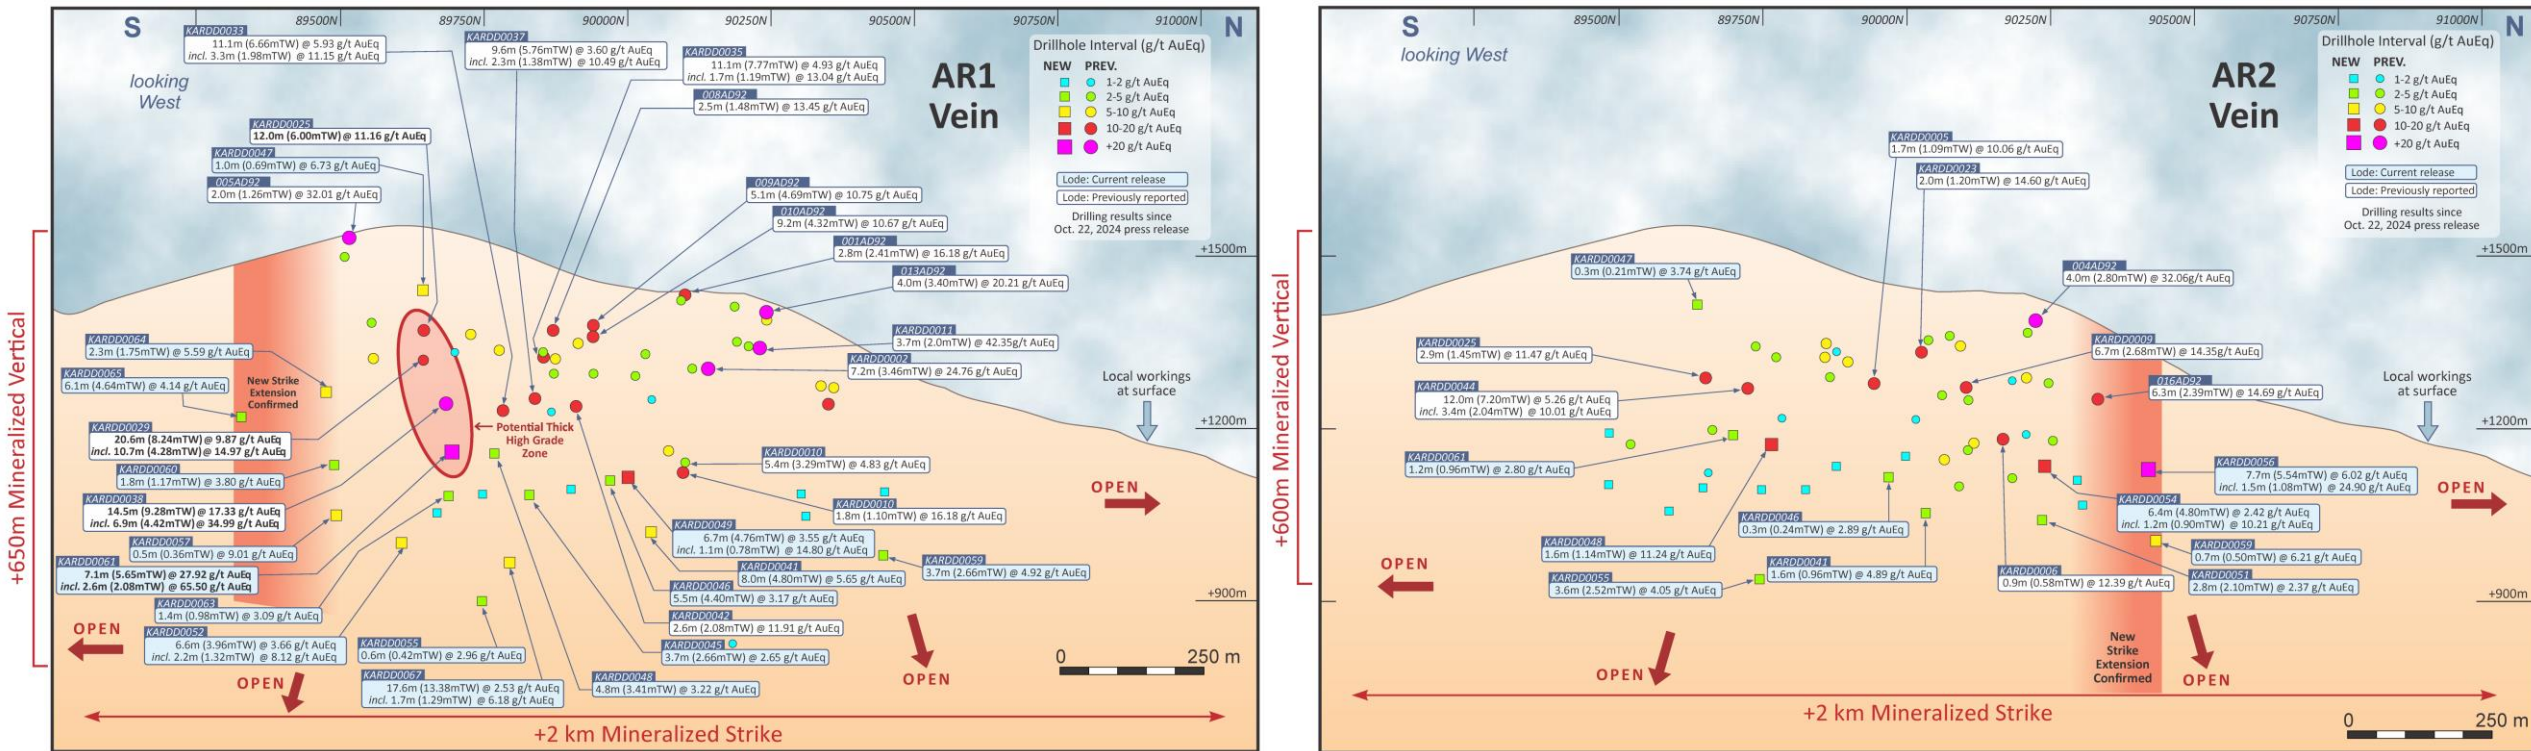 S
89500N
89750N
90000N
90250N
90500N
90750N
91000N
N
looking
West
AR1
Vein
Drillhole Interval (g/t AuEq)
NEW PREV.
1-2 g/t AuEq
2-5 g/t AuEq
5-10 g/t AuEq
10-20 g/t AuEq
+20 g/t AuEq
Lode: Current release
Lode: Previously reported
Drilling results since
Oct. 22, 2024 press release
KARDD0033
11.1m (6.66mTW) @ 5.93 g/t AuEq
incl. 3.3m (1.98mTW) @ 11.15 g/t AuEq
KARDD0037
9.6m (5.76mTW) @ 3.60 g/t AuEq
incl. 2.3m (1.38mTW) @ 10.49 g/t AuEq
KARDD0035
11.1m (7.77mTW) @ 4.93 g/t AuEq
incl. 1.7m (1.19mTW) @ 13.04 g/t AuEq
008AD92
2.5m (1.48mTW) @ 13.45 g/t AuEq
KARDD0025
12.0m (6.00mTW) @ 11.16 g/t AuEq
KARDD0047
1.0m (0.69mTW) @ 6.73 g/t AuEq
005AD92
2.0m (1.26mTW) @ 32.01 g/t AuEq
009AD92
5.1m (4.69mTW) @ 10.75 g/t AuEq
010AD92
9.2m (4.32mTW) @ 10.67 g/t AuEq
001AD92
2.8m (2.41mTW) @ 16.18 g/t AuEq
013AD92
4.0m (3.40mTW) @ 20.21 g/t AuEq
KARDD0011
3.7m (2.0mTW) @ 42.35g/t AuEq
KARDD0002
7.2m (3.46mTW) @ 24.76 g/t AuEq
+1500m
+1200m
+900m
Local workings
at surface
KARDD0064
2.3m (1.75mTW) @ 5.59 g/t AuEq
KARDD0065
6.1m (4.64mTW) @ 4.14 g/t AuEq
New Strike
Extension
Confirmed
KARDD0029
20.6m (8.24mTW) @ 9.87 g/t AuEq
incl. 10.7m (4.28mTW) @ 14.97 g/t AuEq
KARDD0060
1.8m (1.17mTW) @ 3.80 g/t AuEq
KARDD0038
14.5m (9.28mTW) @ 17.33 g/t AuEq
incl. 6.9m (4.42mTW) @ 34.99 g/t AuEq
KARDD0057
0.5m (0.36mTW) @ 9.01 g/t AuEq
KARDD0061
7.1m (5.65mTW) @ 27.92 g/t AuEq
incl. 2.6m (2.08mTW) @ 65.50 g/t AuEq
KARDD0063
1.4m (0.98mTW) @ 3.09 g/t AuEq
KARDD0052
6.6m (3.96mTW) @ 3.66 g/t AuEq
incl. 2.2m (1.32mTW) @ 8.12 g/t AuEq
KARDD0055
0.6m (0.42mTW) @ 2.96 g/t AuEq
KARDD0067
17.6m (13.38mTW) @ 2.53 g/t AuEq
incl. 1.7m (1.29mTW) @ 6.18 g/t AuEq
Potential Thick
High Grade
Zone
KARDD0010
5.4m (3.29mTW) @ 4.83 g/t AuEq
KARDD0010
1.8m (1.10mTW) @ 16.18 g/t AuEq
KARDD0049
6.7m (4.76mTW) @ 3.55 g/t AuEq
incl. 1.1m (0.78mTW) @ 14.80 g/t AuEq
KARDD0041
8.0m (4.80mTW) @ 5.65 g/t AuEq
KARDD0059
3.7m (2.66mTW) @ 4.92 g/t AuEq
KARDD0046
5.5m (4.40mTW) @ 3.17 g/t AuEq
KARDD0042
2.6m (2.08mTW) @ 11.91 g/t AuEq
KARDD0045
3.7m (2.66mTW) @ 2.65 g/t AuEq
KARDD0048
4.8m (3.41mTW) @ 3.22 g/t AuEq
OPEN
OPEN
OPEN
OPEN
0 250 m
+650m Mineralized Vertical
+2 km Mineralized Strike
S
89500N
89750N
90000N
90250N
90500N
90750N
91000N
N
looking West
AR2
Vein
Drillhole Interval (g/t AuEq)
NEW PREV.
1-2 g/t AuEq
2-5 g/t AuEq
5-10 g/t AuEq
10-20 g/t AuEq
+20 g/t AuEq
Lode: Current release
Lode: Previously reported
Drilling results since
Oct. 22, 2024 press release
KARDD0005
1.7m (1.09mTW) @ 10.06 g/t AuEq
KARDD0023
2.0m (1.20mTW) @ 14.60 g/t AuEq
KARDD0047
0.3m (0.21mTW) @ 3.74 g/t AuEq
004AD92
4.0m (2.80mTW) @ 32.06g/t AuEq
KARDD0025
2.9m (1.45mTW) @ 11.47 g/t AuEq
KARDD0044
12.0m (7.20mTW) @ 5.26 g/t AuEq
incl. 3.4m (2.04mTW) @ 10.01 g/t AuEq
KARDD0009
6.7m (2.68mTW) @ 14.35g/t AuEq
016AD92
6.3m (2.39mTW) @ 14.69 g/t AuEq
+1500m
+1200m
+900m
Local workings
at surface
KARDD0061
1.2m (0.96mTW) @ 2.80 g/t AuEq
KARDD0056
7.7m (5.54mTW) @ 6.02 g/t AuEq
incl. 1.5m (1.08mTW) @ 24.90 g/t AuEq
KARDD0054
6.4m (4.80mTW) @ 2.42 g/t AuEq
incl. 1.2m (0.90mTW) @ 10.21 g/t AuEq
KARDD0046
0.3m (0.24mTW) @ 2.89 g/t AuEq
KARDD0048
1.6m (1.14mTW) @ 11.24 g/t AuEq
KARDD0059
0.7m (0.50mTW) @ 6.21 g/t AuEq
KARDD0041
1.6m (0.96mTW) @ 4.89 g/t AuEq
KARDD0055
3.6m (2.52mTW) @ 4.05 g/t AuEq
KARDD0006
0.9m (0.58mTW) @ 12.39 g/t AuEq
KARDD0051
2.8m (2.10mTW) @ 2.37 g/t AuEq
New
Strike
Extension
Confirmed
OPEN
OPEN
OPEN
OPEN
+600m Mineralized Vertical
+2 km Mineralized Strike
0 250 m